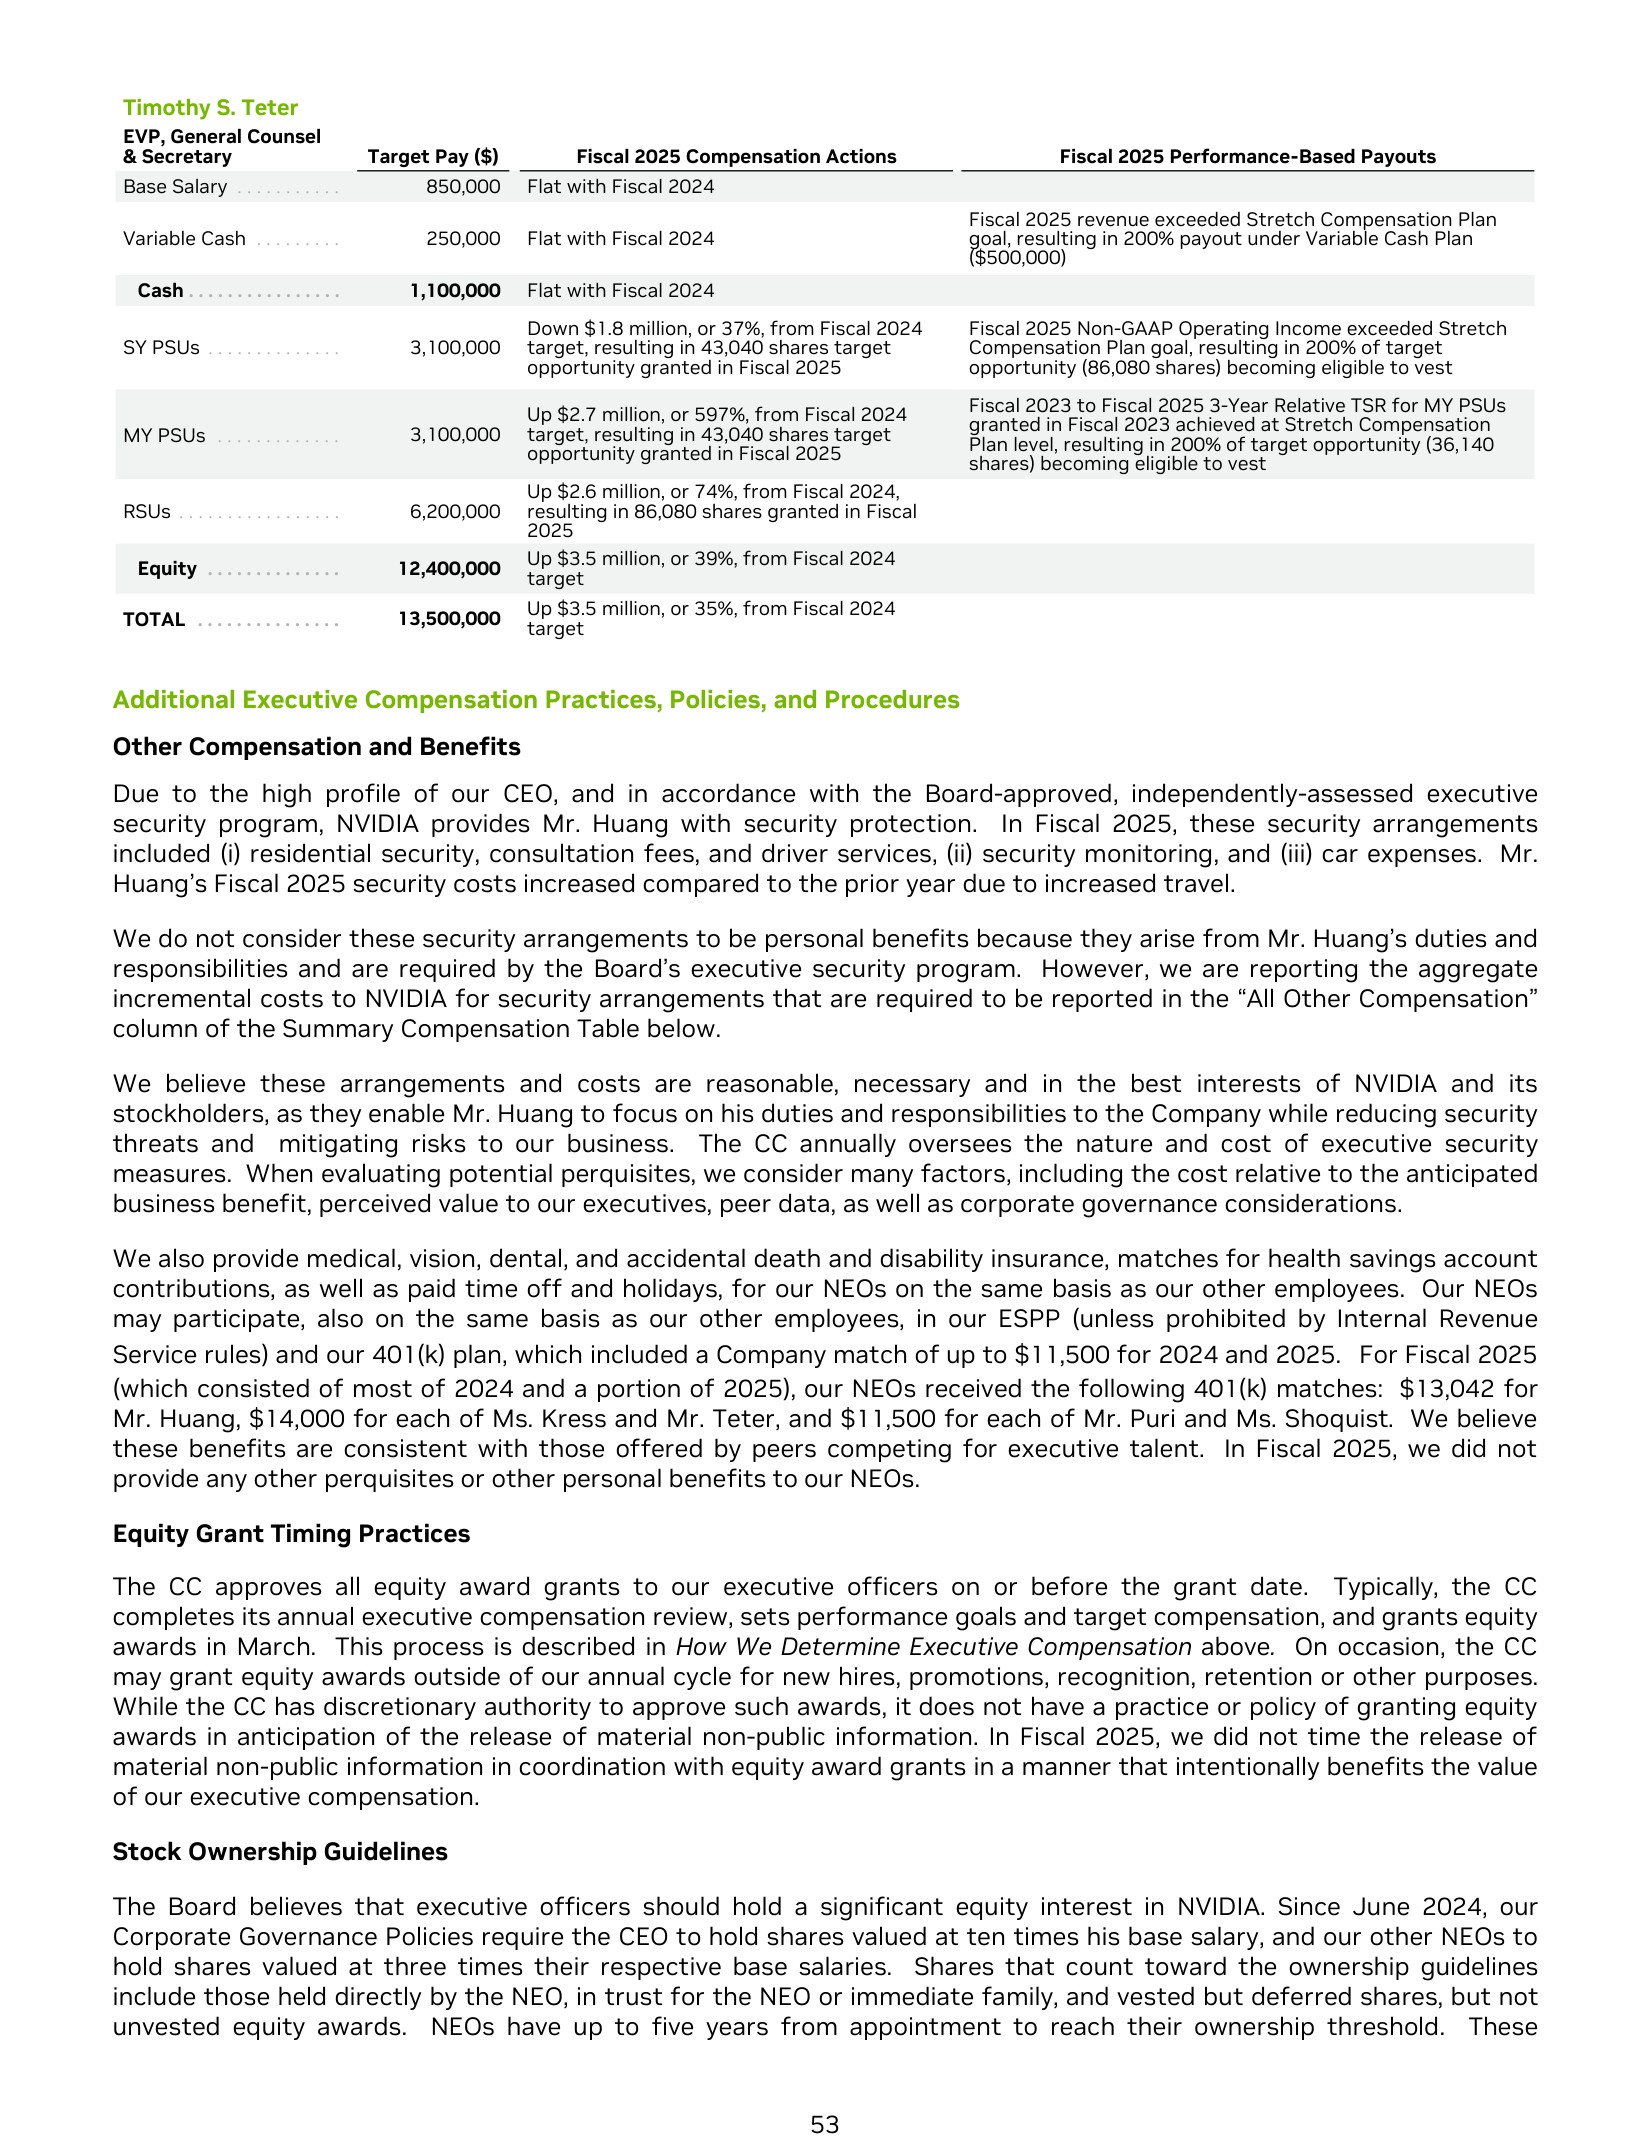 Timothy S. Teter
EVP, General Counsel
& Secretary Target Pay ($) Fiscal 2025 Compensation Actions Fiscal 2025 Performance-Based Payouts
Base Salary . . . . . . . . . . . 850,000 Flat with Fiscal 2024
Variable Cash . . . . . . . . . 250,000 Flat with Fiscal 2024 Fiscal 2025 revenue exceeded Stretch Compensation Plan
goal, resulting in 200% payout under Variable Cash Plan
($500,000)
Cash . . . . . . . . . . . . . . . . 1,100,000 Flat with Fiscal 2024
SY PSUs . . . . . . . . . . . . . . 3,100,000 Down $1.8 million, or 37%, from Fiscal 2024
target, resulting in 43,040 shares target
opportunity granted in Fiscal 2025
Fiscal 2025 Non-GAAP Operating Income exceeded Stretch
Compensation Plan goal, resulting in 200% of target
opportunity (86,080 shares) becoming eligible to vest
MY PSUs . . . . . . . . . . . . . 3,100,000 Up $2.7 million, or 597%, from Fiscal 2024
target, resulting in 43,040 shares target
opportunity granted in Fiscal 2025
Fiscal 2023 to Fiscal 2025 3-Year Relative TSR for MY PSUs
granted in Fiscal 2023 achieved at Stretch Compensation
Plan level, resulting in 200% of target opportunity (36,140
shares) becoming eligible to vest
RSUs . . . . . . . . . . . . . . . . . 6,200,000 Up $2.6 million, or 74%, from Fiscal 2024,
resulting in 86,080 shares granted in Fiscal
2025
Equity . . . . . . . . . . . . . . 12,400,000 Up $3.5 million, or 39%, from Fiscal 2024
target
TOTAL . . . . . . . . . . . . . . . 13,500,000 Up $3.5 million, or 35%, from Fiscal 2024
target
Additional Executive Compensation Practices, Policies, and Procedures
Other Compensation and Benefits
Due to the high profile of our CEO, and in accordance with the Board-approved, independently-assessed executive
security program, NVIDIA provides Mr. Huang with security protection. In Fiscal 2025, these security arrangements
included (i) residential security, consultation fees, and driver services, (ii) security monitoring, and (iii) car expenses. Mr.
Huang's Fiscal 2025 security costs increased compared to the prior year due to increased travel.
We do not consider these security arrangements to be personal benefits because they arise from Mr. Huang's duties and
responsibilities and are required by the Board's executive security program. However, we are reporting the aggregate
incremental costs to NVIDIA for security arrangements that are required to be reported in the “All Other Compensation”
column of the Summary Compensation Table below.
We believe these arrangements and costs are reasonable, necessary and in the best interests of NVIDIA and its
stockholders, as they enable Mr. Huang to focus on his duties and responsibilities to the Company while reducing security
threats and mitigating risks to our business. The CC annually oversees the nature and cost of executive security
measures. When evaluating potential perquisites, we consider many factors, including the cost relative to the anticipated
business benefit, perceived value to our executives, peer data, as well as corporate governance considerations.
We also provide medical, vision, dental, and accidental death and disability insurance, matches for health savings account
contributions, as well as paid time off and holidays, for our NEOs on the same basis as our other employees. Our NEOs
may participate, also on the same basis as our other employees, in our ESPP (unless prohibited by Internal Revenue
Service rules) and our 401(k) plan, which included a Company match of up to $11,500 for 2024 and 2025. For Fiscal 2025
(which consisted of most of 2024 and a portion of 2025), our NEOs received the following 401(k) matches: $13,042 for
Mr. Huang, $14,000 for each of Ms. Kress and Mr. Teter, and $11,500 for each of Mr. Puri and Ms. Shoquist. We believe
these benefits are consistent with those offered by peers competing for executive talent. In Fiscal 2025, we did not
provide any other perquisites or other personal benefits to our NEOs.
Equity Grant Timing Practices
The CC approves all equity award grants to our executive officers on or before the grant date. Typically, the CC
completes its annual executive compensation review, sets performance goals and target compensation, and grants equity
awards in March. This process is described in How We Determine Executive Compensation above. On occasion, the CC
may grant equity awards outside of our annual cycle for new hires, promotions, recognition, retention or other purposes.
While the CC has discretionary authority to approve such awards, it does not have a practice or policy of granting equity
awards in anticipation of the release of material non-public information. In Fiscal 2025, we did not time the release of
material non-public information in coordination with equity award grants in a manner that intentionally benefits the value
of our executive compensation.
Stock Ownership Guidelines
The Board believes that executive officers should hold a significant equity interest in NVIDIA. Since June 2024, our
Corporate Governance Policies require the CEO to hold shares valued at ten times his base salary, and our other NEOs to
hold shares valued at three times their respective base salaries. Shares that count toward the ownership guidelines
include those held directly by the NEO, in trust for the NEO or immediate family, and vested but deferred shares, but not
unvested equity awards. NEOs have up to five years from appointment to reach their ownership threshold. These
53